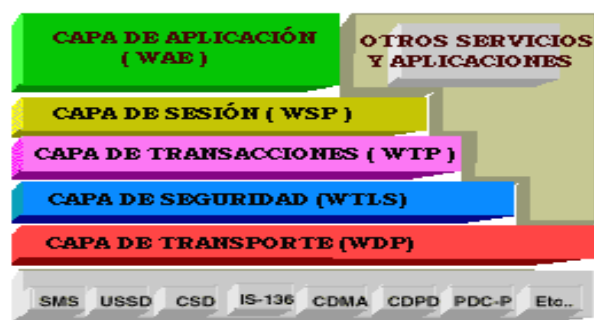 CAPA DE APLICACIÓN
( WAE )
OTROS SERVICIOS
Y APLICACIONES
CAPA DE SESIÓN ( WSP )
CAPA DE TRANSACCIONES ( WTP )
CAPA DE SEGURIDAD (WTLS)
CAPA DE TRANSPORTE (WDP)
SMS USSD CSD IS-136 CDMA CDPD PDC-P Etc..